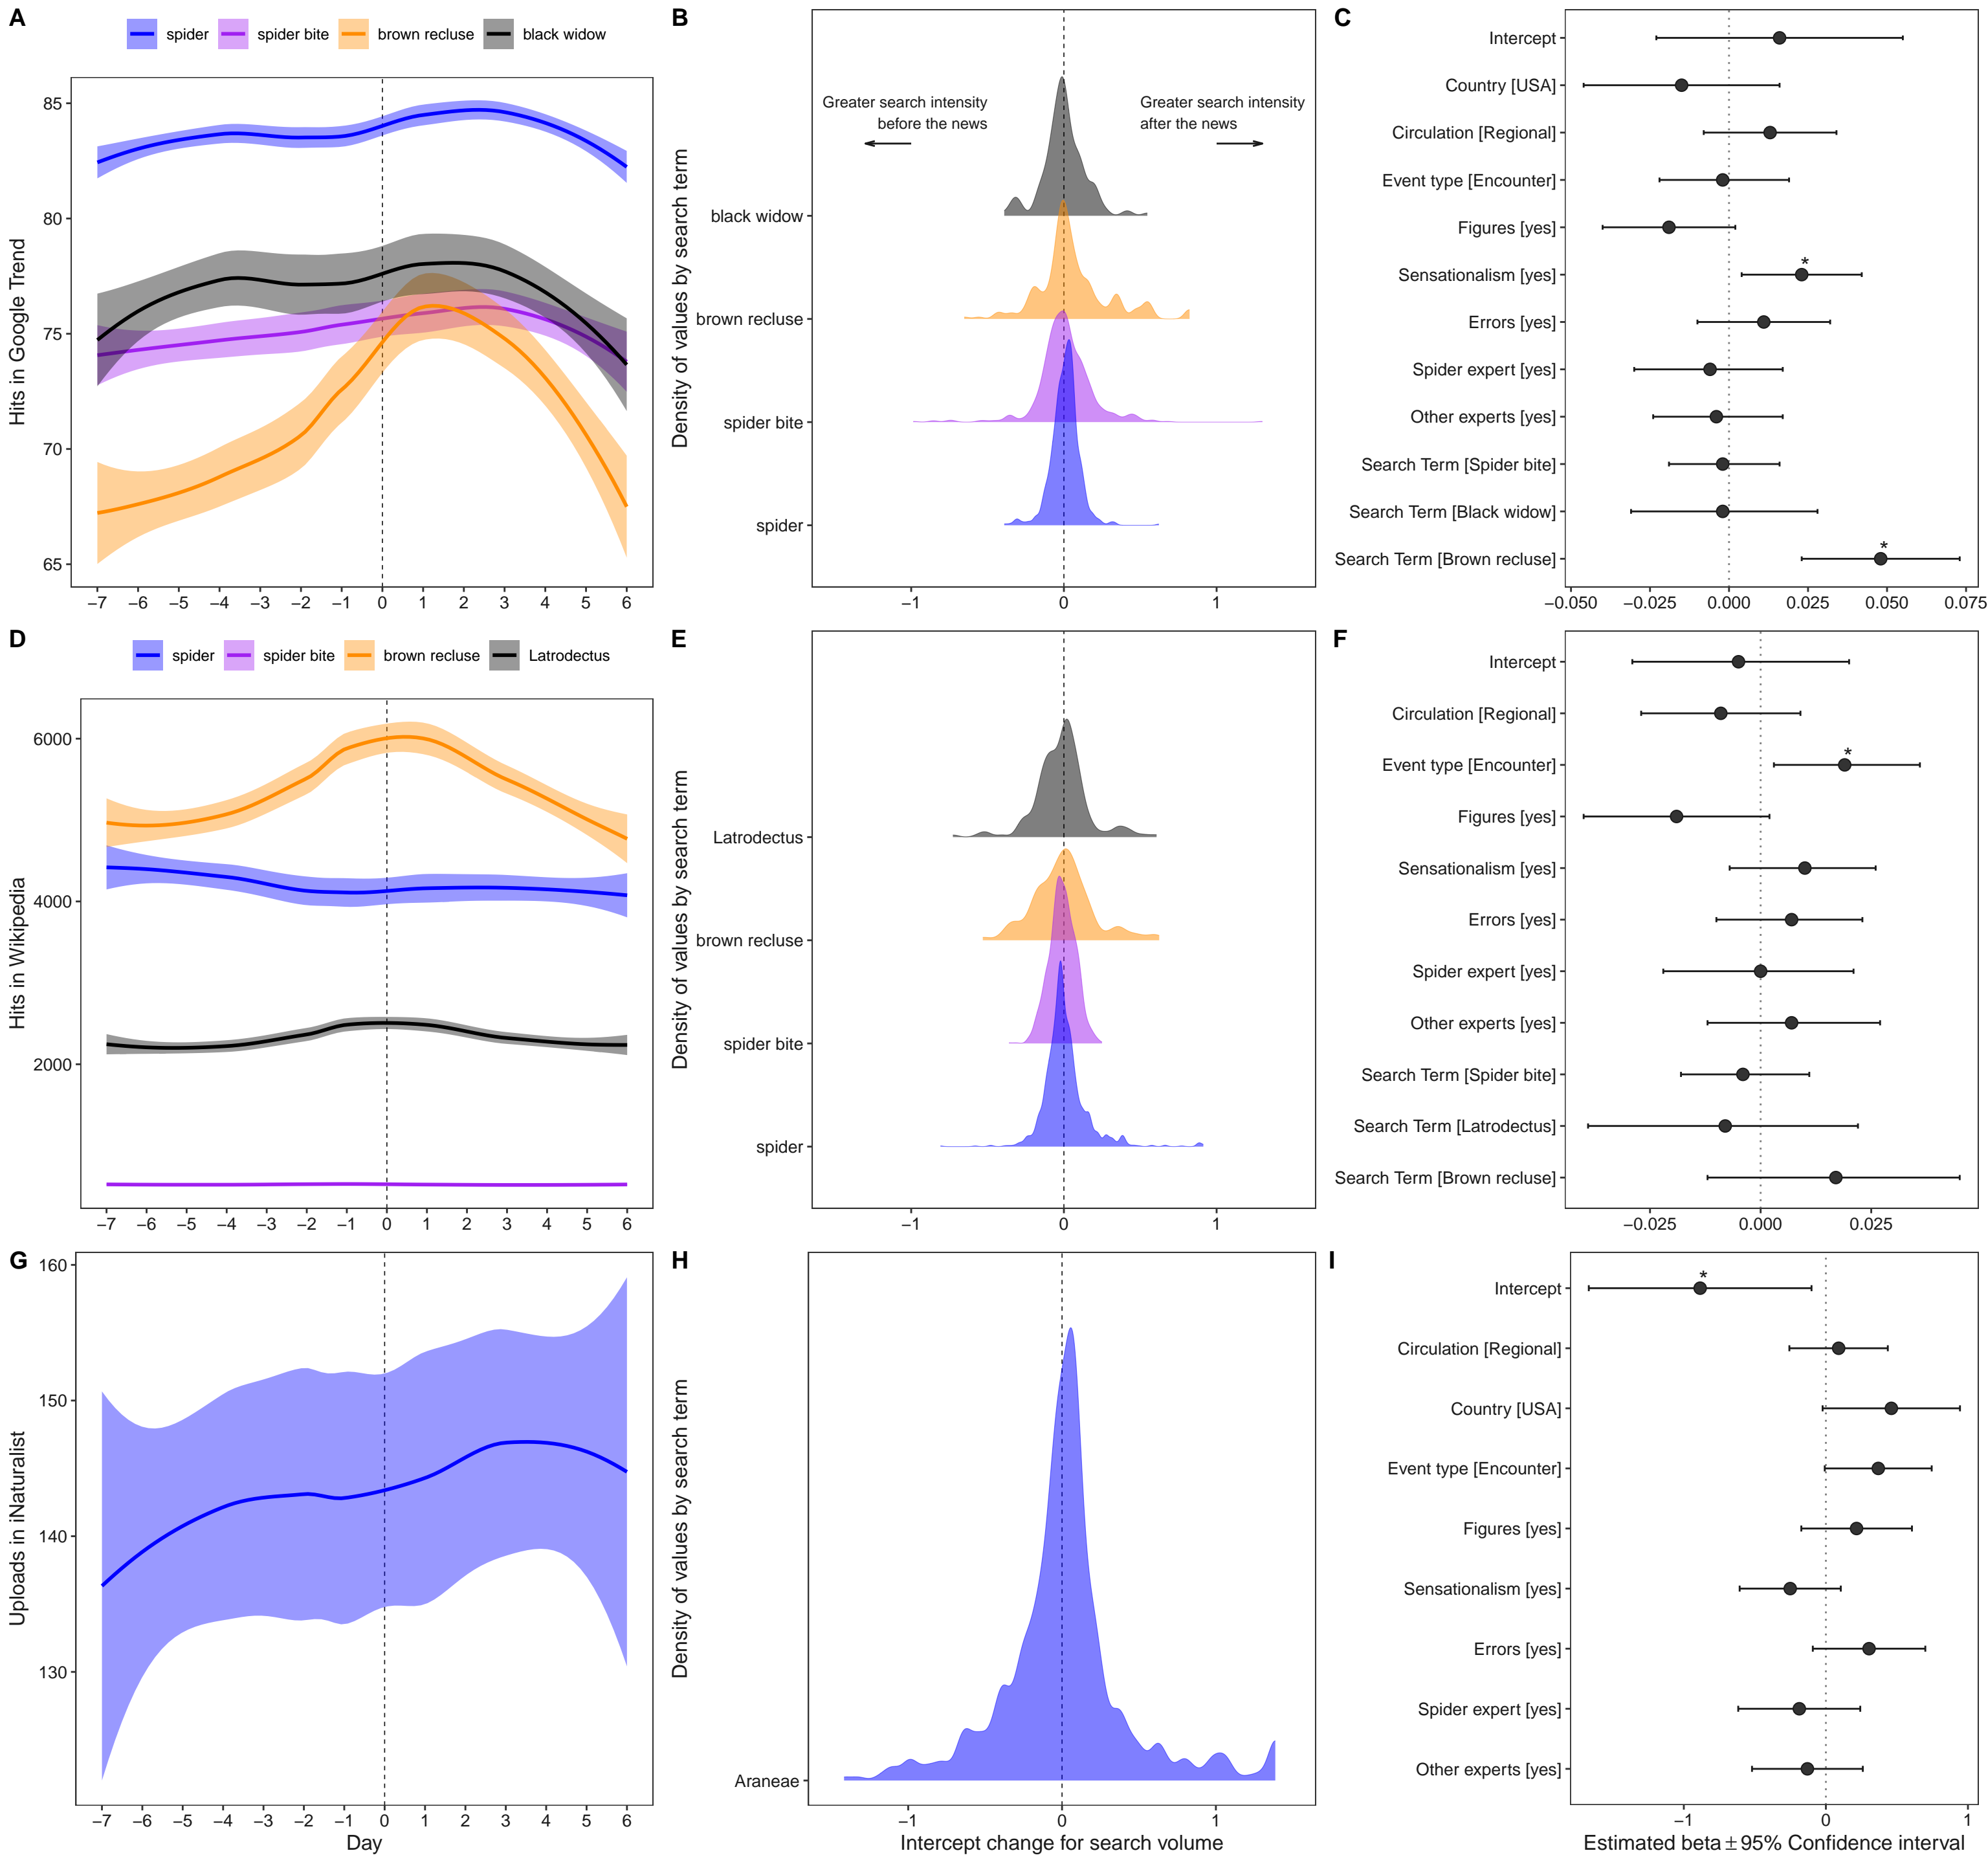 A
spider
spider bite
brown recluse
black widow
Hits in Google Trend
85
80
75
70
65
−7 −6 −5 −4 −3 −2 −1 0 1 2 3 4 5 6
B
Density of values by search term
Greater search intensity
before the news
Greater search intensity
after the news
black widow
brown recluse
spider bite
spider
−1 0 1
C
Intercept
Country [USA]
Circulation [Regional]
Event type [Encounter]
Figures [yes]
Sensationalism [yes]
*
Errors [yes]
Spider expert [yes]
Other experts [yes]
Search Term [Spider bite]
Search Term [Black widow]
Search Term [Brown recluse]
*
−0.050 −0.025 0.000 0.025 0.050 0.075
D
spider
spider bite
brown recluse
Latrodectus
Hits in Wikipedia
6000
4000
2000
−7 −6 −5 −4 −3 −2 −1 0 1 2 3 4 5 6
E
Density of values by search term
Latrodectus
brown recluse
spider bite
spider
−1 0 1
F
Intercept
Circulation [Regional]
Event type [Encounter]
*
Figures [yes]
Sensationalism [yes]
Errors [yes]
Spider expert [yes]
Other experts [yes]
Search Term [Spider bite]
Search Term [Latrodectus]
Search Term [Brown recluse]
−0.025 0.000 0.025
G
Uploads in iNaturalist
160
150
140
130
−7 −6 −5 −4 −3 −2 −1 0 1 2 3 4 5 6
Day
H
Density of values by search term
Araneae
−1 0 1
Intercept change for search volume
I
Intercept
*
Circulation [Regional]
Country [USA]
Event type [Encounter]
Figures [yes]
Sensationalism [yes]
Errors [yes]
Spider expert [yes]
Other experts [yes]
−1 0 1
Estimated beta ± 95% Confidence interval